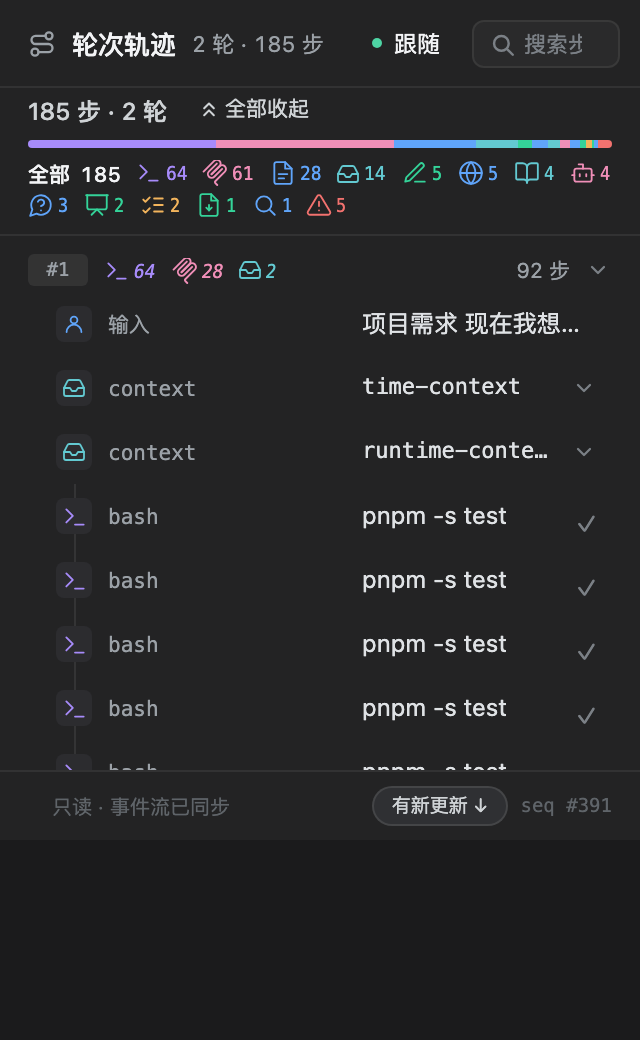 轮次轨迹 2 轮 · 185 步 跟随 搜索步
185 步 · 2 轮 全部收起
全部 185 64 61 28 14 5 5 4 4
3 2 2 1 1 5
#1 64 28 2 92 步
输入 项目需求 现在我想…
context time-context
context runtime-conte…
bash pnpm -s test
bash pnpm -s test
bash pnpm -s test
bash pnpm -s test
bash pnpm -s test
只读 · 事件流已同步 有新更新 ↓ seq #391